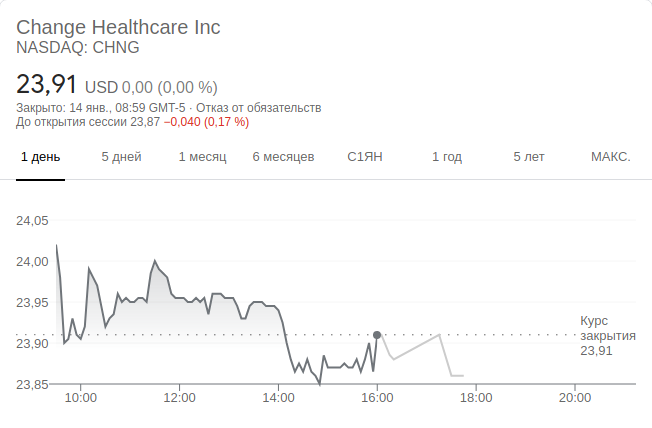 Change Healthcare Inc
NASDAQ: CHNG
23,91 USD 0,00 (0,00 %)
Закрыто: 14 янв., 08:59 GMT-5 · Отказ от обязательств
До открытия сессии 23,87 −0,040 (0,17 %)
1 день 5 дней 1 месяц 6 месяцев С1ЯН 1 год 5 лет МАКС.
24,05
24,00
23,95
23,90
23,85
Курс
закрытия
23,91
10:00 12:00 14:00 16:00 18:00 20:00